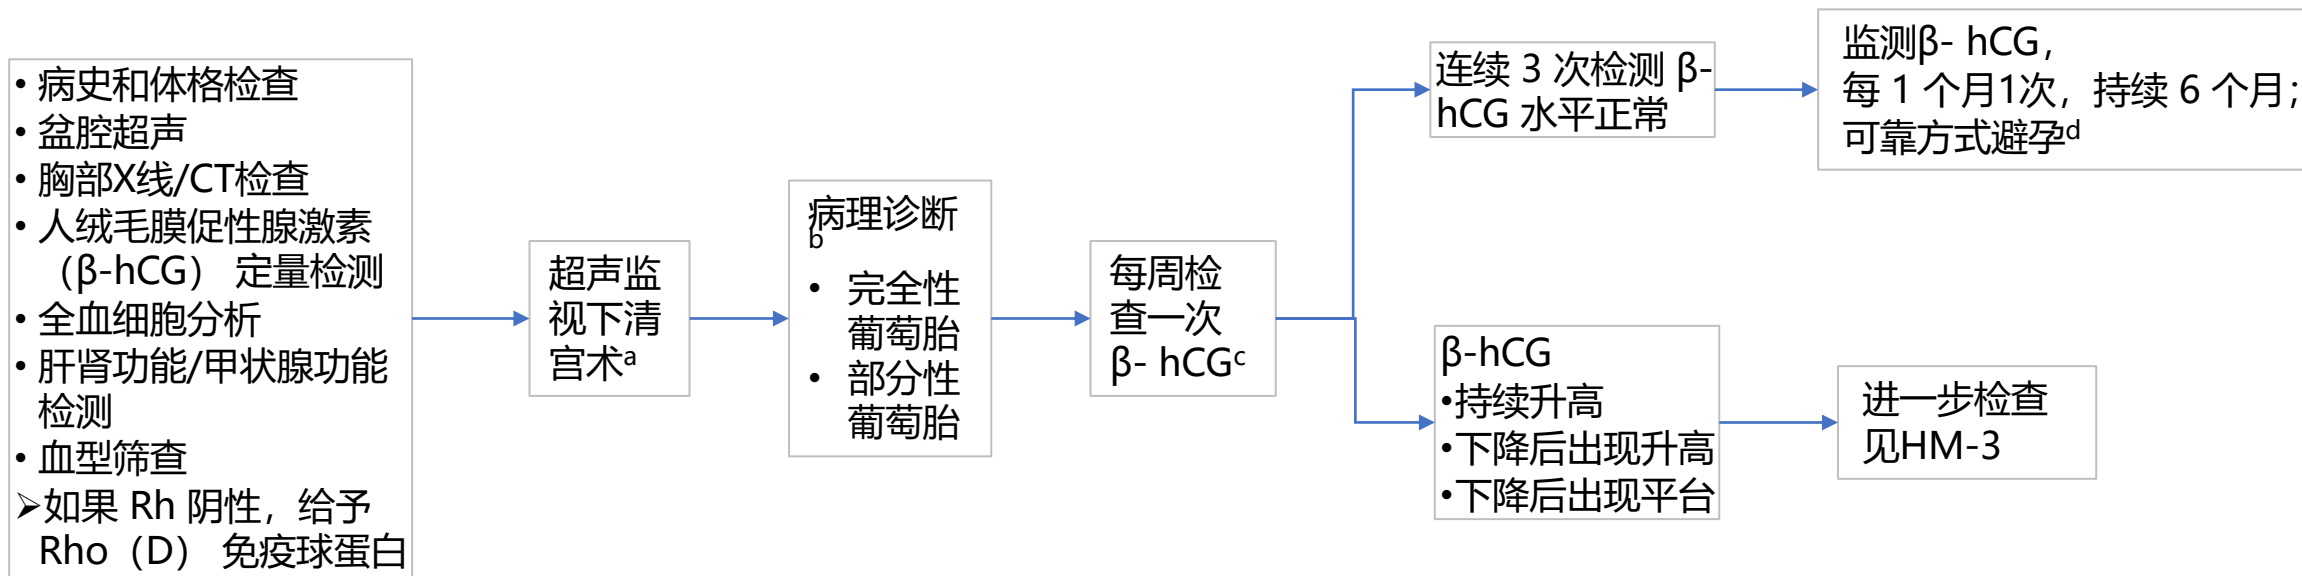 • 病史和体格检查
• 盆腔超声
• 胸部X线/CT检查
• 人绒毛膜促性腺激素
（β-hCG） 定量检测
• 全血细胞分析
• 肝肾功能/甲状腺功能
检测
• 血型筛查
➢如果 Rh 阴性，给予
Rho（D） 免疫球蛋白
超声监
视下清
宫术a
病理诊断
b
• 完全性
葡萄胎
• 部分性
葡萄胎
每周检
查一次
β- hCGc
连续 3 次检测 β-
hCG 水平正常
监测β- hCG，
每 1 个月1次，持续 6 个月；
可靠方式避孕d
β-hCG
•持续升高
•下降后出现升高
•下降后出现平台
进一步检查
见HM-3